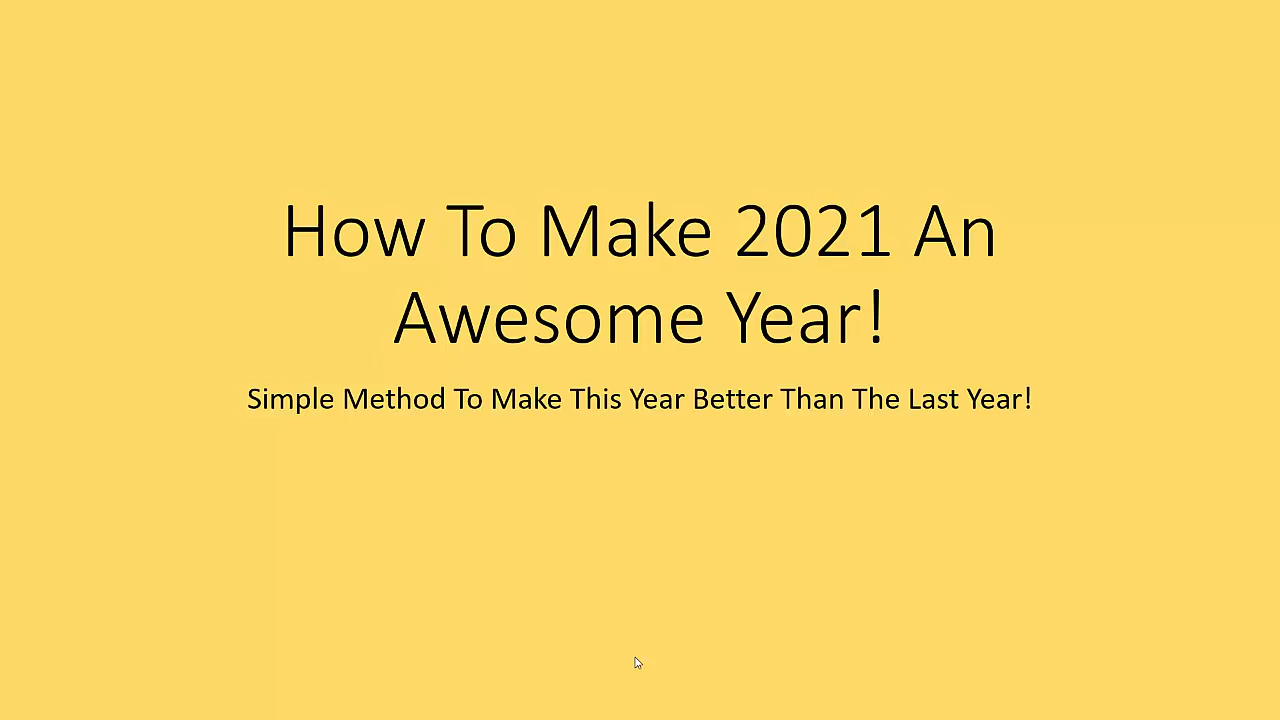 How To Make 2021 An
Awesome Year!
Simple Method To Make This Year Better Than The Last Year!